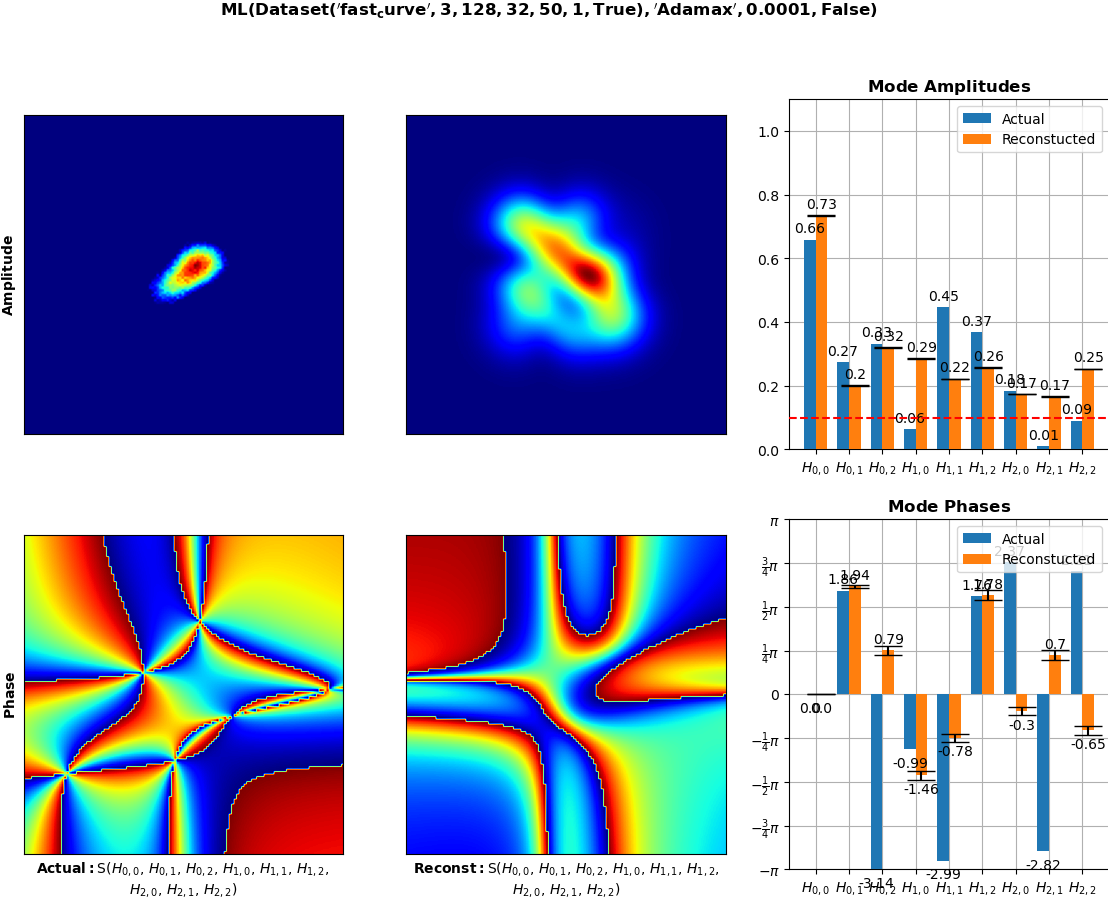 ML(Dataset('fast_curve', 3, 128, 32, 50, 1, True), 'Adamax', 0.0001, False)
Amplitude
Mode Amplitudes
Actual
Reconstucted
1.0
0.8
0.6
0.4
0.2
0.0
0.66
0.73
0.27
0.2
0.33
0.32
0.06
0.29
0.45
0.22
0.37
0.26
0.18
0.17
0.01
0.17
0.09
0.25
H0,0 H0,1 H0,2 H1,0 H1,1 H1,2 H2,0 H2,1 H2,2
Phase
Mode Phases
Actual
Reconstucted
π
3/4π
1/2π
1/4π
0
−1/4π
−1/2π
−3/4π
−π
0.0
0.0
1.86
1.94
-3.14
0.79
-0.99
-1.46
-2.99
-0.78
1.76
1.78
2.37
-0.3
-2.82
0.7
-0.65
H0,0 H0,1 H0,2 H1,0 H1,1 H1,2 H2,0 H2,1 H2,2
Actual: S(H0,0, H0,1, H0,2, H1,0, H1,1, H1,2,
H2,0, H2,1, H2,2)
Reconst: S(H0,0, H0,1, H0,2, H1,0, H1,1, H1,2,
H2,0, H2,1, H2,2)